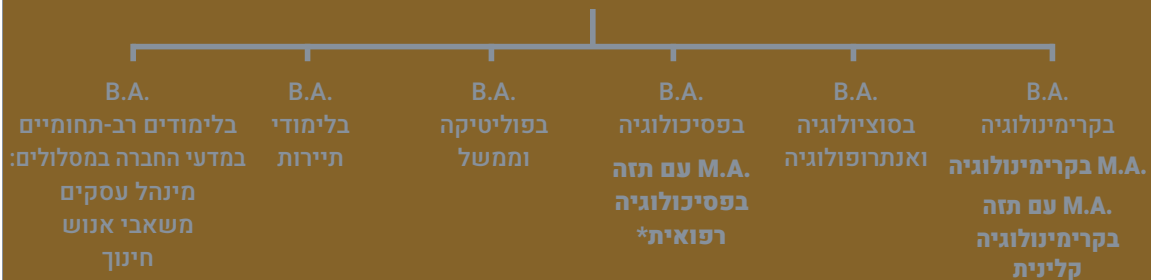 B.A.
בקרימינולוגיה
M.A. בקרימינולוגיה
M.A. עם תזה
בקרימינולוגיה
קלינית
B.A.
בסוציולוגיה
ואנתרופולוגיה
B.A.
בפסיכולוגיה
M.A. עם תזה
בפסיכולוגיה
רפואית*
B.A.
בפוליטיקה
וממשל
B.A.
בלימודי
תיירות
B.A.
בלימודים רב-תחומיים
במדעי החברה במסלולים:
מינהל עסקים
משאבי אנוש
חינוך